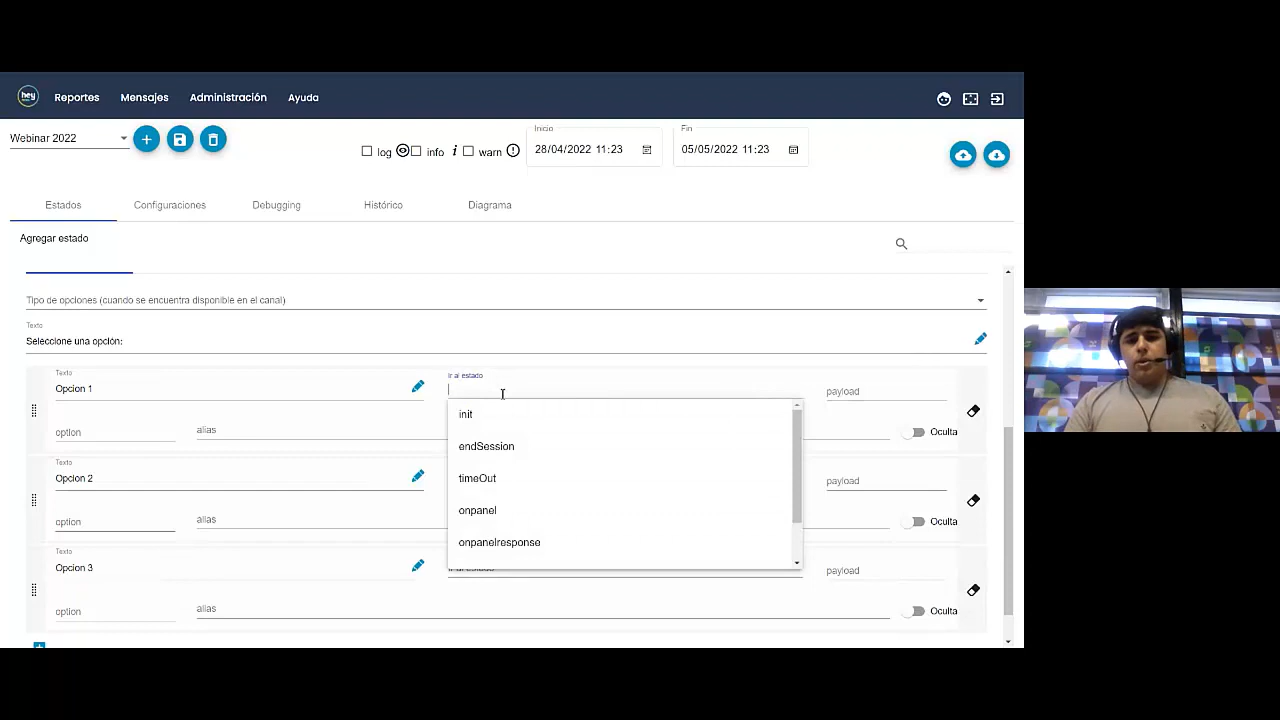 hey
Reportes
Mensajes
Administración
Ayuda
Webinar 2022
log
info
i
warn
Inicio
28/04/2022 11:23
Fin
05/05/2022 11:23
Estados
Configuraciones
Debugging
Histórico
Diagrama
Agregar estado
Tipo de opciones (cuando se encuentra disponible en el canal)
Texto
Seleccione una opción:
Texto
Opcion 1
Ir al estado
payload
option
alias
Oculta
init
endSession
timeOut
onpanel
onpanelresponse
Texto
Opcion 2
payload
option
alias
Oculta
Texto
Opcion 3
Ir al estado
payload
option
alias
Oculta